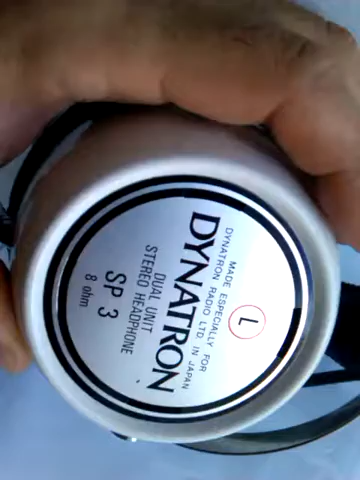 L
MADE ESPECIALLY FOR
DYNATRON RADIO LTD. IN JAPAN
DYNATRON
DUAL UNIT
STEREO HEADPHONE
SP 3
8 ohm